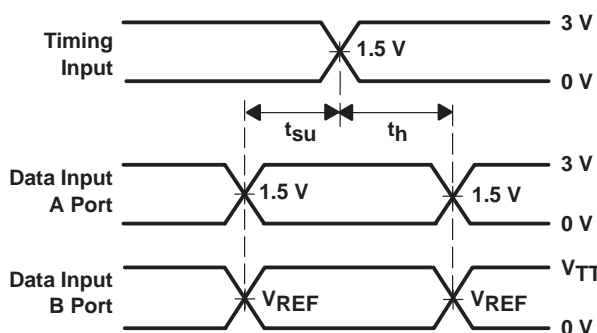 Timing
Input
1.5 V
3 V
0 V
tsu
th
Data Input
A Port
1.5 V
1.5 V
3 V
0 V
Data Input
B Port
VREF
VREF
VTT
0 V